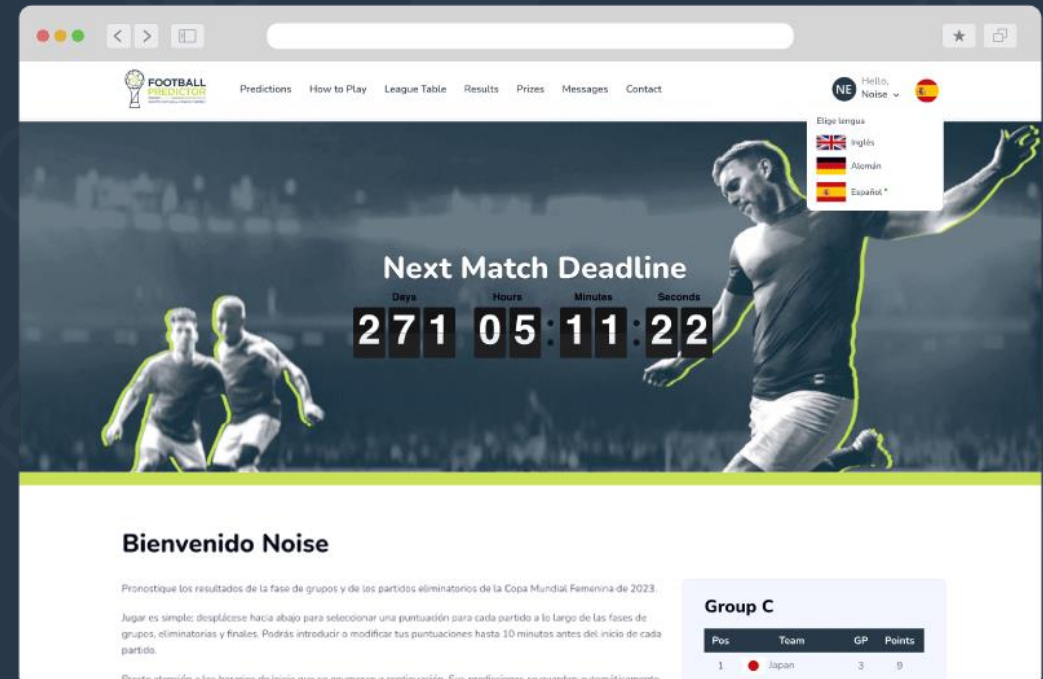 FOOTBALL
PREDICTOR
Predictions How to Play League Table Results Prizes Messages Contact
NE
Hello,
Noise
Elige lengua
Inglés
Alemán
Español *
Next Match Deadline
Days Hours Minutes Seconds
271 05:11:22
Bienvenido Noise
Pronostique los resultados de la fase de grupos y de los partidos eliminatorios de la Copa Mundial Femenina de 2023.
Jugar es simple; desplácese hacia abajo para seleccionar una puntuación para cada partido a lo largo de las fases de
grupos, eliminatorias y finales. Podrás introducir o modificar tus puntuaciones hasta 10 minutos antes del inicio de cada
partido.
Group C
Pos Team GP Points
1 Japan 3 9